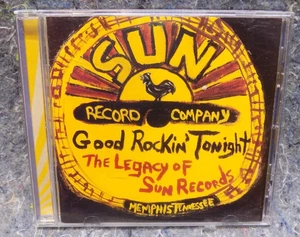 SUN
RECORD COMPANY
Good Rockin' Tonight
THE LEGACY OF
SUN RECORDS
MEMPHIS TENNESSEE